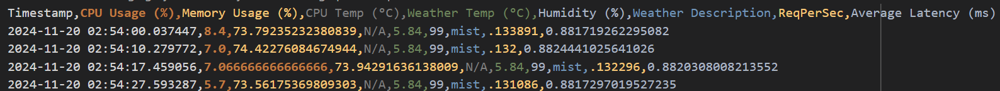 Timestamp,CPU Usage (%),Memory Usage (%),CPU Temp (°C),Weather Temp (°C),Humidity (%),Weather Description,ReqPerSec,Average Latency (ms)
2024-11-20 02:54:00.037447,8.4,73.79235232380839,N/A,5.84,99,mist,.133891,0.881719262295082
2024-11-20 02:54:10.279772,7.0,74.42276084674944,N/A,5.84,99,mist,.132,0.8824441025641026
2024-11-20 02:54:17.459056,7.066666666666666,73.94291636138009,N/A,5.84,99,mist,.132296,0.8820308008213552
2024-11-20 02:54:27.593287,5.7,73.56175369809303,N/A,5.84,99,mist,.131086,0.8817297019527235